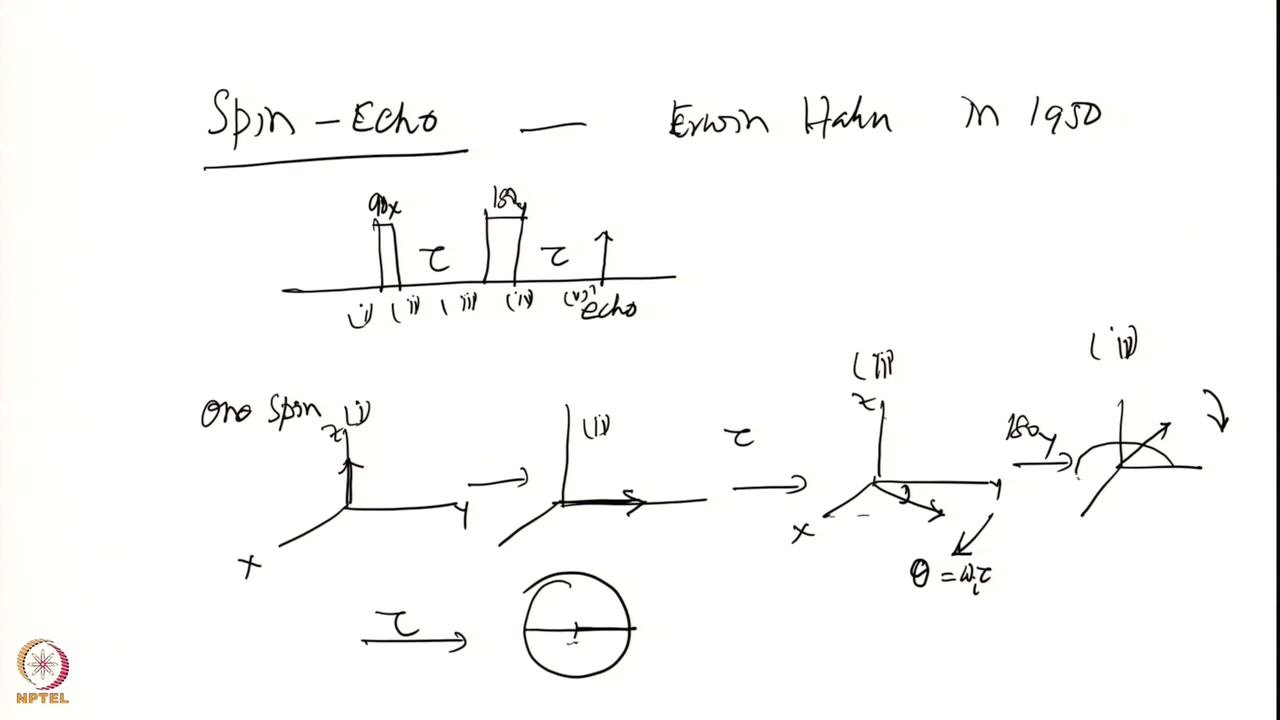 Spin - Echo — Erwin Hahn in 1950
90x 180y
τ τ
(i) (ii) (iii) (iv) (v)
echo
One Spin (i) (ii) (iii) (iv)
z τ z 180y
y y
x x
θ = ωiτ
τ
NPTEL